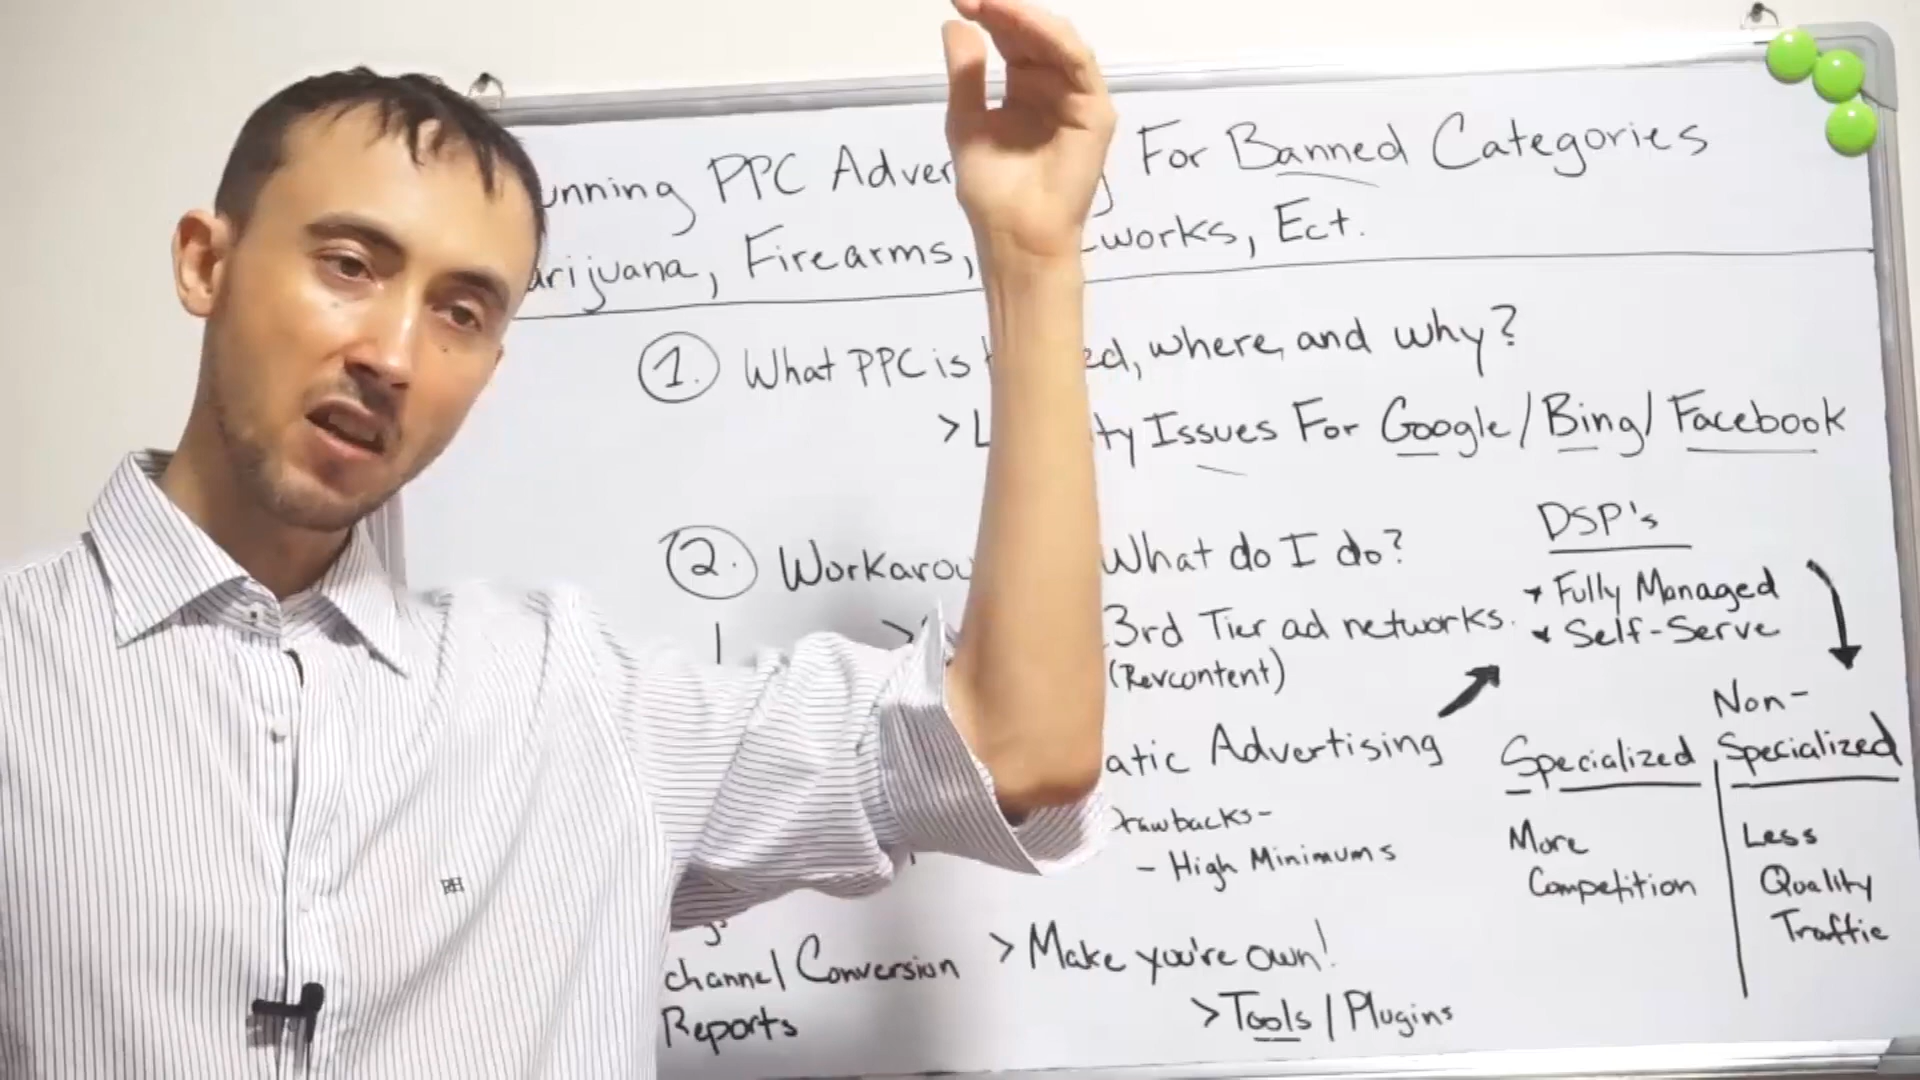 unning PPC Adver g For Banned Categories
arijuana, Firearms, works, Ect.
1. What PPC is ed, where, and why?
> L ty Issues For Google/Bing/Facebook
2. Workarou What do I do?
3rd Tier ad networks.
(Revcontent)
atic Advertising
Drawbacks-
- High Minimums
channel Conversion
Reports
> Make you're own!
> Tools / Plugins
DSP's
Fully Managed
Self-Serve
Specialized
More
Competition
Non-
Specialized
Less
Quality
Traffic